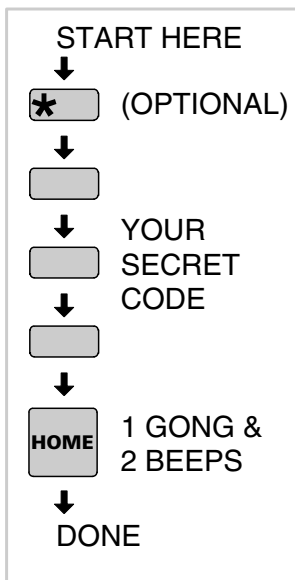 START HERE
* (OPTIONAL)
YOUR
SECRET
CODE
HOME
1 GONG &
2 BEEPS
DONE